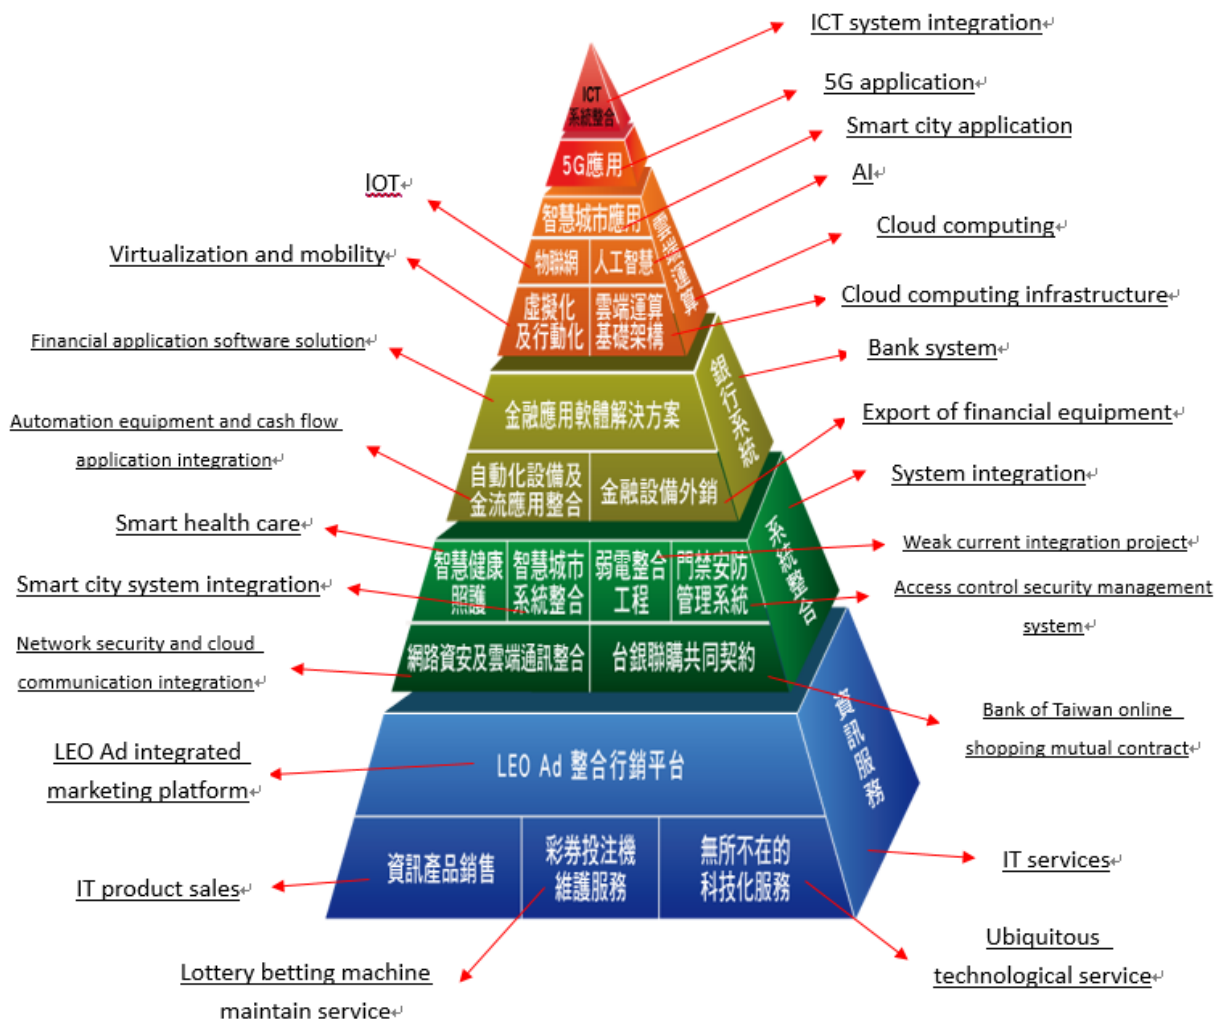 ICT system integration↵
ICT
系統整合
5G application↵
5G應用
Smart city application
智慧城市應用
IOT↵
AI↵
物聯網
人工智慧
雲端運算
Cloud computing↵
Virtualization and mobility↵
虛擬化
及行動化
雲端運算
基礎架構
Cloud computing infrastructure↵
Financial application software solution↵
Bank system↵
銀行系統
金融應用軟體解決方案
Automation equipment and cash flow
application integration↵
自動化設備及
金流應用整合
金融設備外銷
Export of financial equipment↵
System integration↵
系統整合
Smart health care↵
智慧健康
照護
智慧城市
系統整合
弱電整合
工程
門禁安防
管理系統
Weak current integration project↵
Smart city system integration↵
Access control security management
system↵
Network security and cloud
communication integration↵
網路資安及雲端通訊整合
台銀聯購共同契約
Bank of Taiwan online
shopping mutual contract↵
資訊服務
LEO Ad integrated
marketing platform↵
LEO Ad 整合行銷平台
IT services↵
IT product sales↵
資訊產品銷售
彩券投注機
維護服務
無所不在的
科技化服務
Lottery betting machine
maintain service↵
Ubiquitous
technological service↵